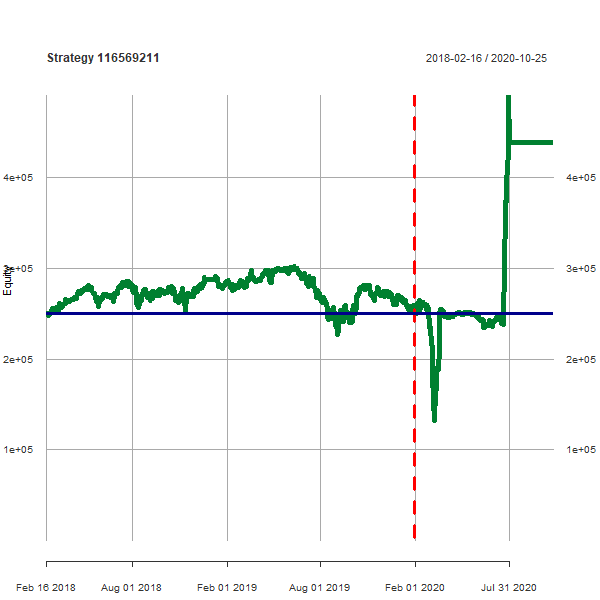 Strategy 116569211
2018-02-16 / 2020-10-25
4e+05
4e+05
3e+05
3e+05
Equity
2e+05
2e+05
1e+05
1e+05
Feb 16 2018
Aug 01 2018
Feb 01 2019
Aug 01 2019
Feb 01 2020
Jul 31 2020